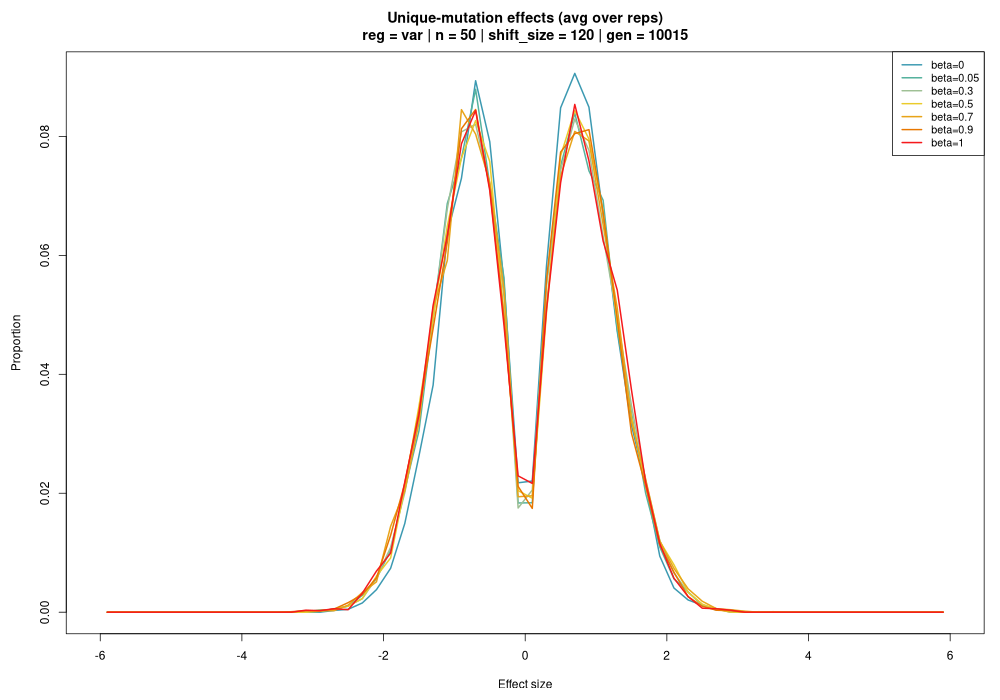 Unique-mutation effects (avg over reps)
reg = var | n = 50 | shift_size = 120 | gen = 10015
beta=0
beta=0.05
beta=0.3
beta=0.5
beta=0.7
beta=0.9
beta=1
Proportion
0.08
0.06
0.04
0.02
0.00
-6
-4
-2
0
2
4
6
Effect size